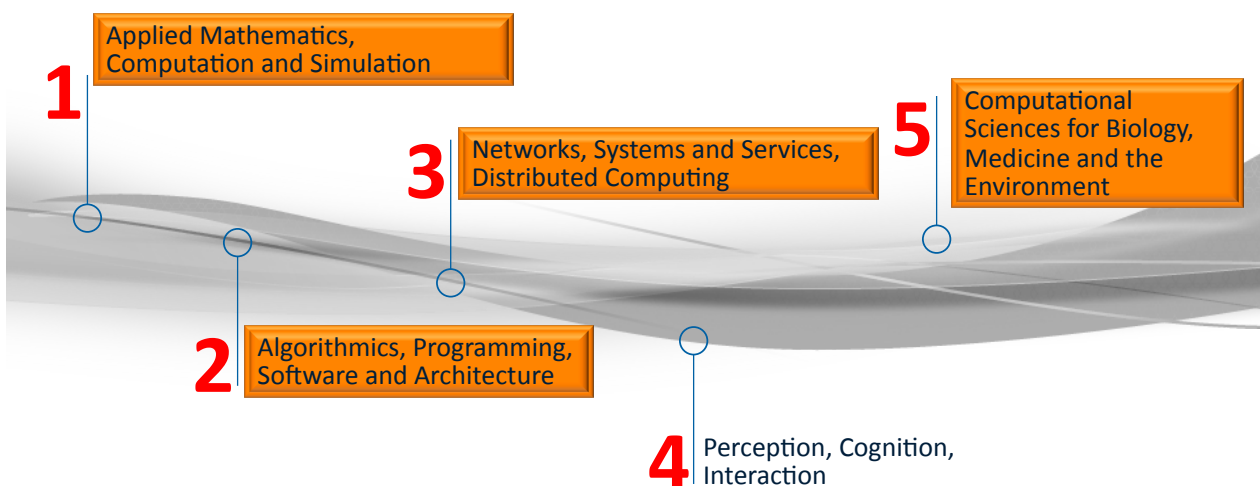 1
Applied Mathematics,
Computation and Simulation
2
Algorithmics, Programming,
Software and Architecture
3
Networks, Systems and Services,
Distributed Computing
4
Perception, Cognition,
Interaction
5
Computational
Sciences for Biology,
Medicine and the
Environment